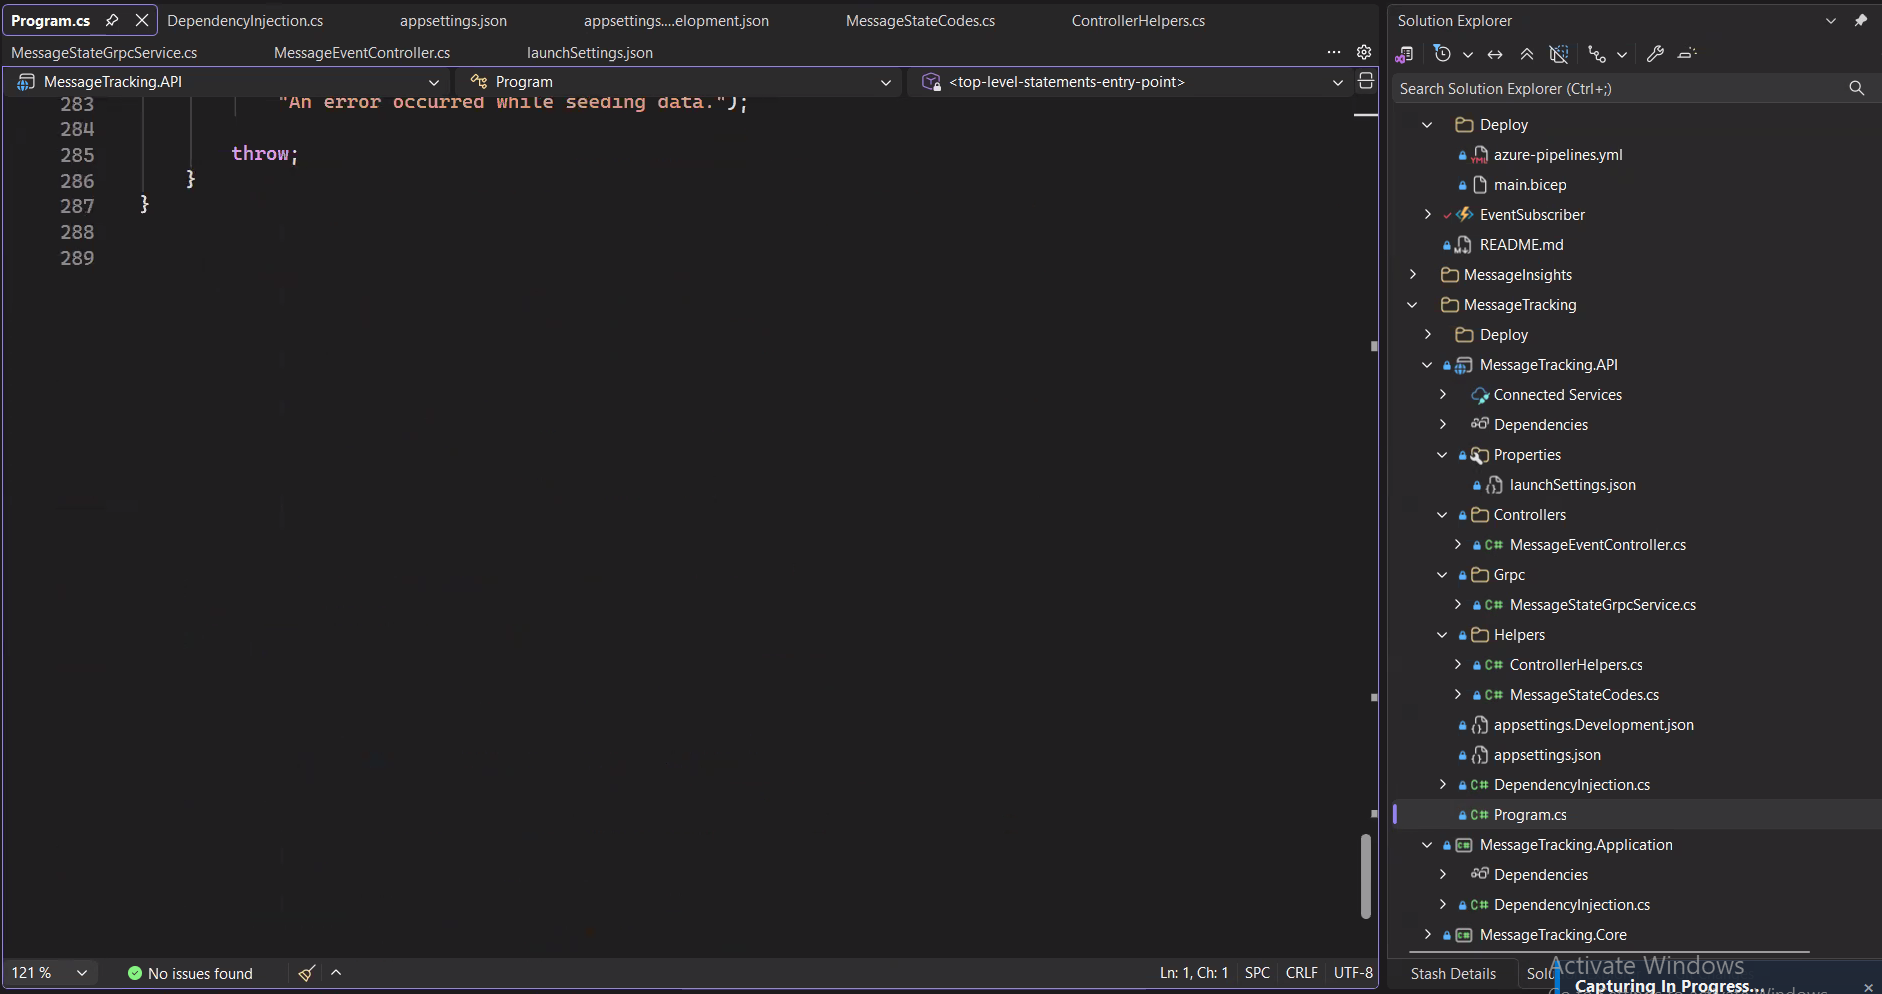 Program.cs
DependencyInjection.cs
appsettings.json
appsettings....elopment.json
MessageStateCodes.cs
ControllerHelpers.cs
MessageStateGrpcService.cs
MessageEventController.cs
launchSettings.json
MessageTracking.API
Program
<top-level-statements-entry-point>
283 "An error occurred while seeding data.");
284
285 throw;
286 }
287 }
288
289
121 %
No issues found
Ln: 1, Ch: 1
SPC
CRLF
UTF-8
Solution Explorer
Search Solution Explorer (Ctrl+;)
Deploy
YML azure-pipelines.yml
main.bicep
EventSubscriber
README.md
MessageInsights
MessageTracking
Deploy
MessageTracking.API
Connected Services
Dependencies
Properties
launchSettings.json
Controllers
C# MessageEventController.cs
Grpc
C# MessageStateGrpcService.cs
Helpers
C# ControllerHelpers.cs
C# MessageStateCodes.cs
appsettings.Development.json
appsettings.json
C# DependencyInjection.cs
C# Program.cs
C# MessageTracking.Application
Dependencies
C# DependencyInjection.cs
C# MessageTracking.Core
Stash Details
Activate Windows
Capturing In Progress...